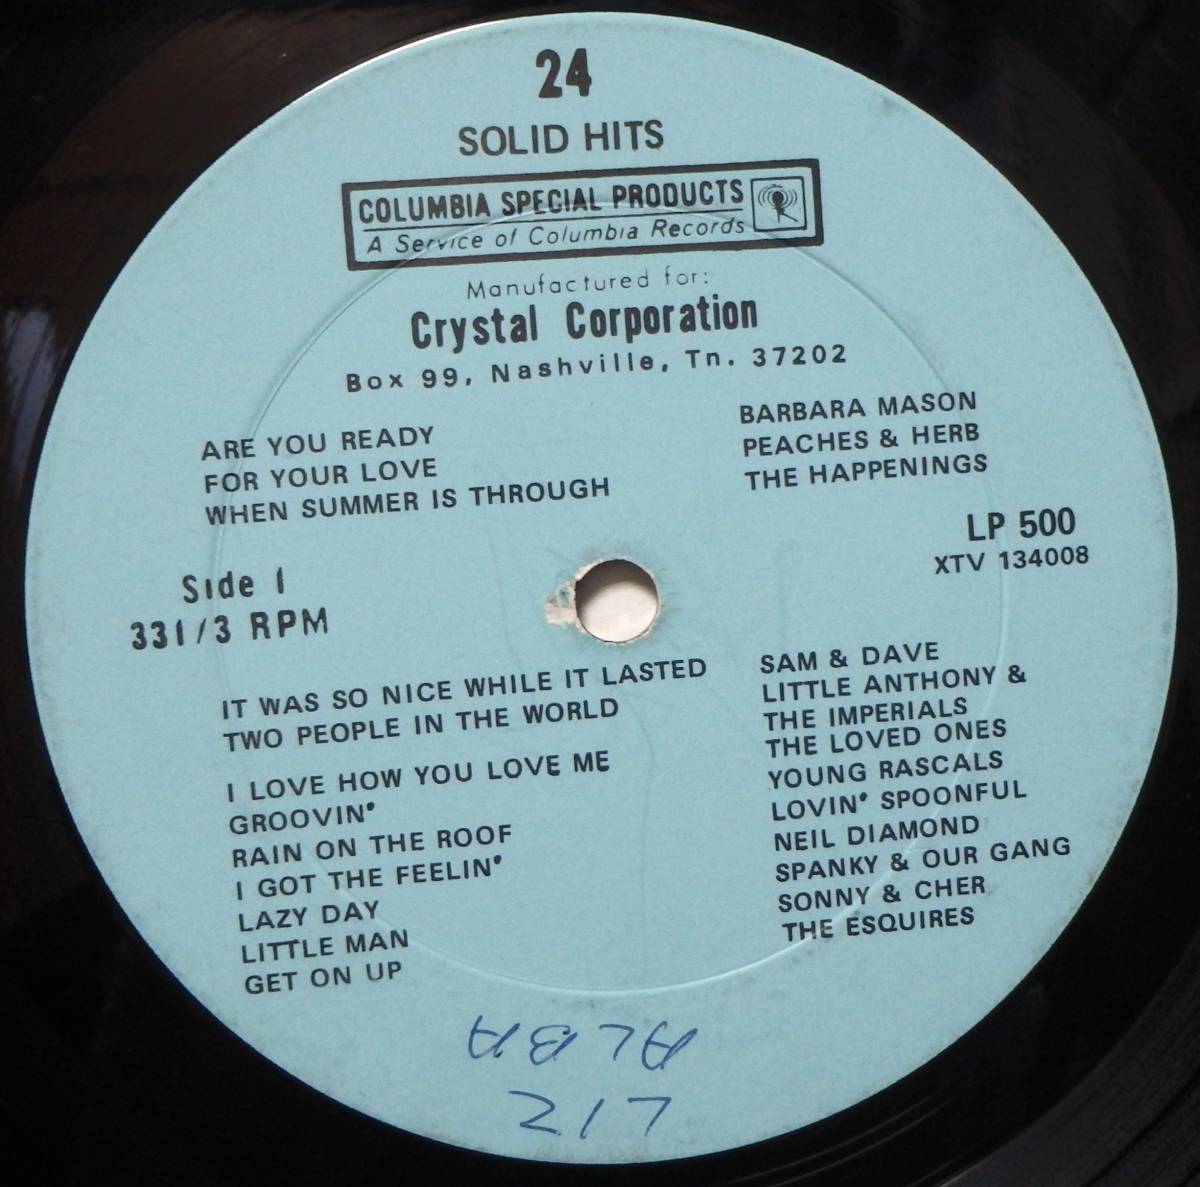 24
SOLID HITS
COLUMBIA SPECIAL PRODUCTS
A Service of Columbia Records
Manufactured for:
Crystal Corporation
Box 99, Nashville, Tn. 37202
ARE YOU READY BARBARA MASON
FOR YOUR LOVE PEACHES & HERB
WHEN SUMMER IS THROUGH THE HAPPENINGS
LP 500
XTV 134008
Side 1
331/3 RPM
IT WAS SO NICE WHILE IT LASTED SAM & DAVE
TWO PEOPLE IN THE WORLD LITTLE ANTHONY &
THE IMPERIALS
I LOVE HOW YOU LOVE ME THE LOVED ONES
GROOVIN' YOUNG RASCALS
RAIN ON THE ROOF LOVIN' SPOONFUL
I GOT THE FEELIN' NEIL DIAMOND
LAZY DAY SPANKY & OUR GANG
LITTLE MAN SONNY & CHER
GET ON UP THE ESQUIRES
LIZ
ALBA